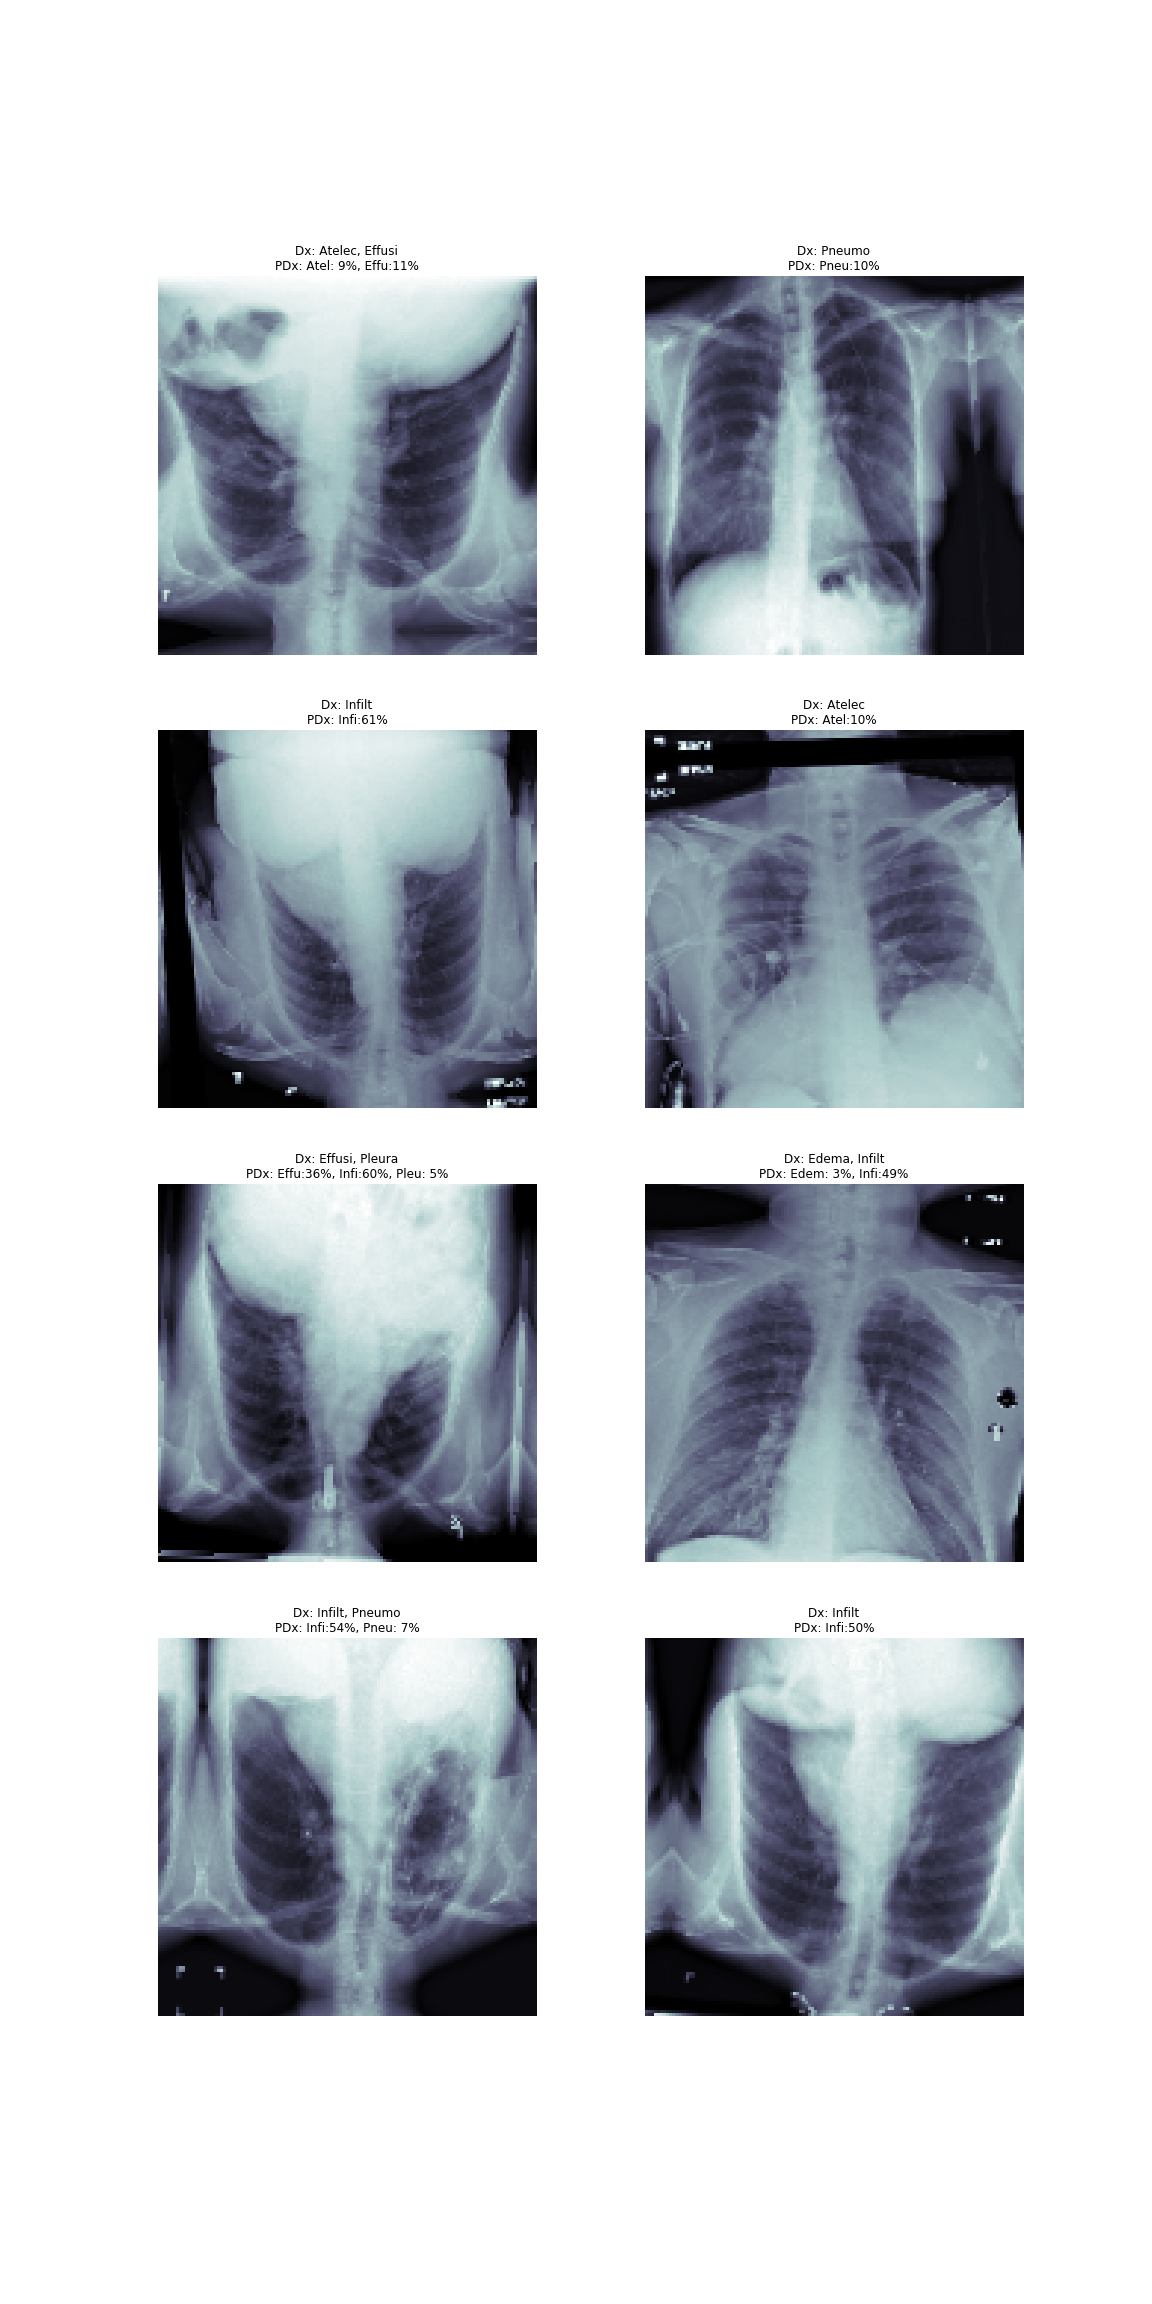 Dx: Atelec, Effusi
PDx: Atel: 9%, Effu:11%
Dx: Pneumo
PDx: Pneu:10%
Dx: Infilt
PDx: Infi:61%
Dx: Atelec
PDx: Atel:10%
Dx: Effusi, Pleura
PDx: Effu:36%, Infi:60%, Pleu: 5%
Dx: Edema, Infilt
PDx: Edem: 3%, Infi:49%
Dx: Infilt, Pneumo
PDx: Infi:54%, Pneu: 7%
Dx: Infilt
PDx: Infi:50%